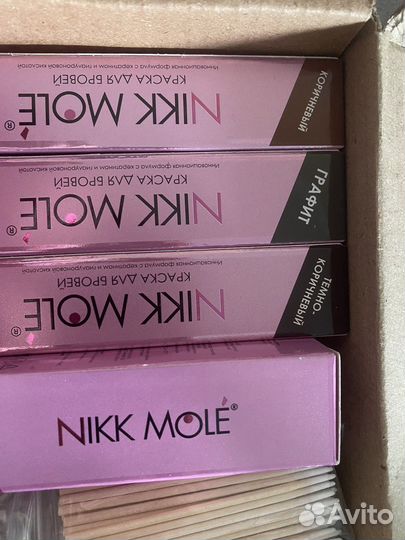 Инновационная формула с кератином и гиалуроновой кислотой
КРАСКА ДЛЯ БРОВЕЙ
NIKK MOLÉ®
КОРИЧНЕВЫЙ
Инновационная формула с кератином и гиалуроновой кислотой
КРАСКА ДЛЯ БРОВЕЙ
NIKK MOLÉ®
ГРАФИТ
Инновационная формула с кератином и гиалуроновой кислотой
КРАСКА ДЛЯ БРОВЕЙ
NIKK MOLÉ®
ТЕМНО-
КОРИЧНЕВЫЙ
NIKK MOLÉ®
Avito